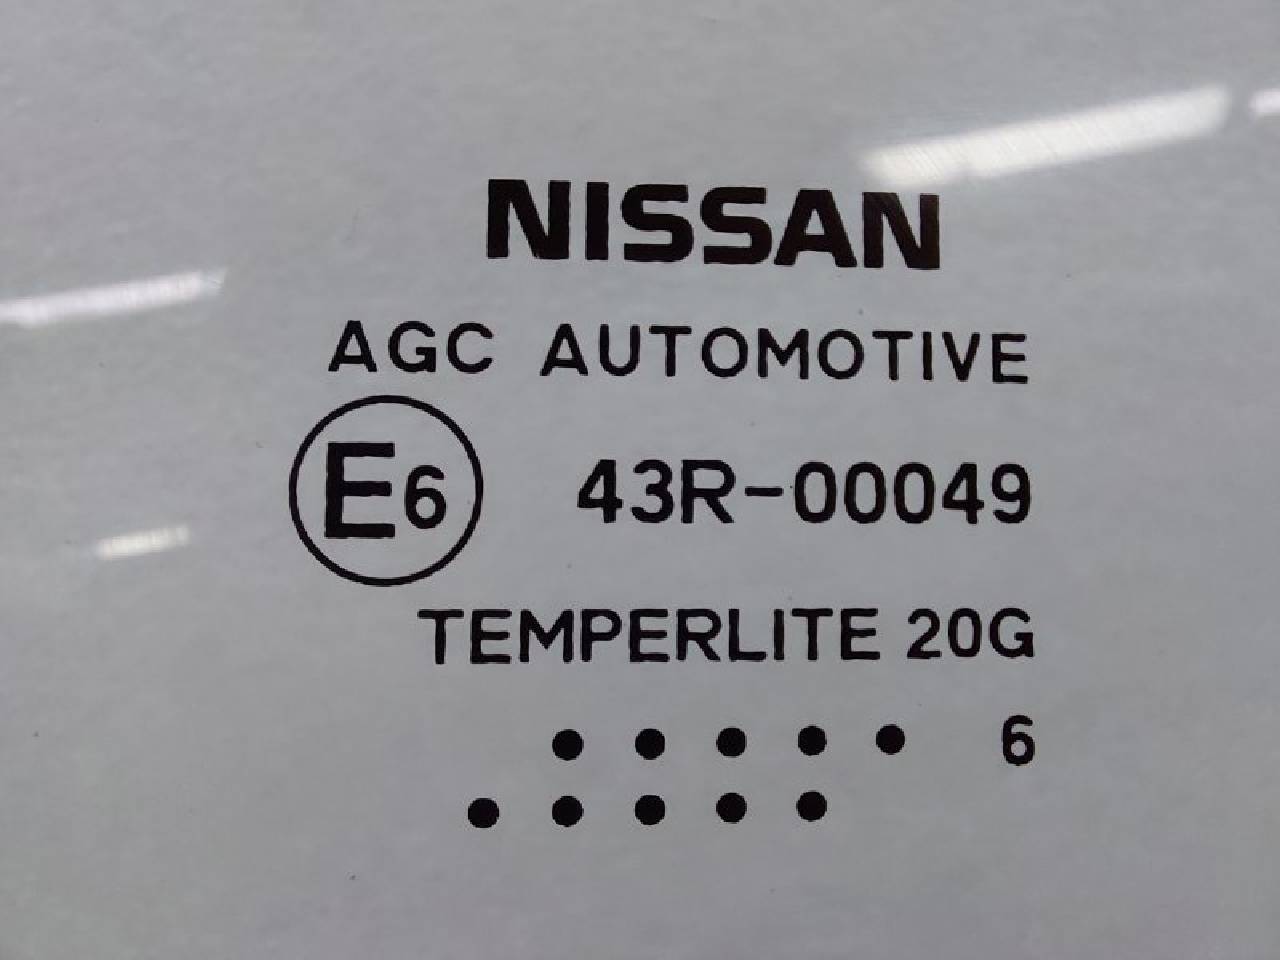 NISSAN
AGC AUTOMOTIVE
E6 43R-00049
TEMPERLITE 20G
• • • • • 6
• • • • •